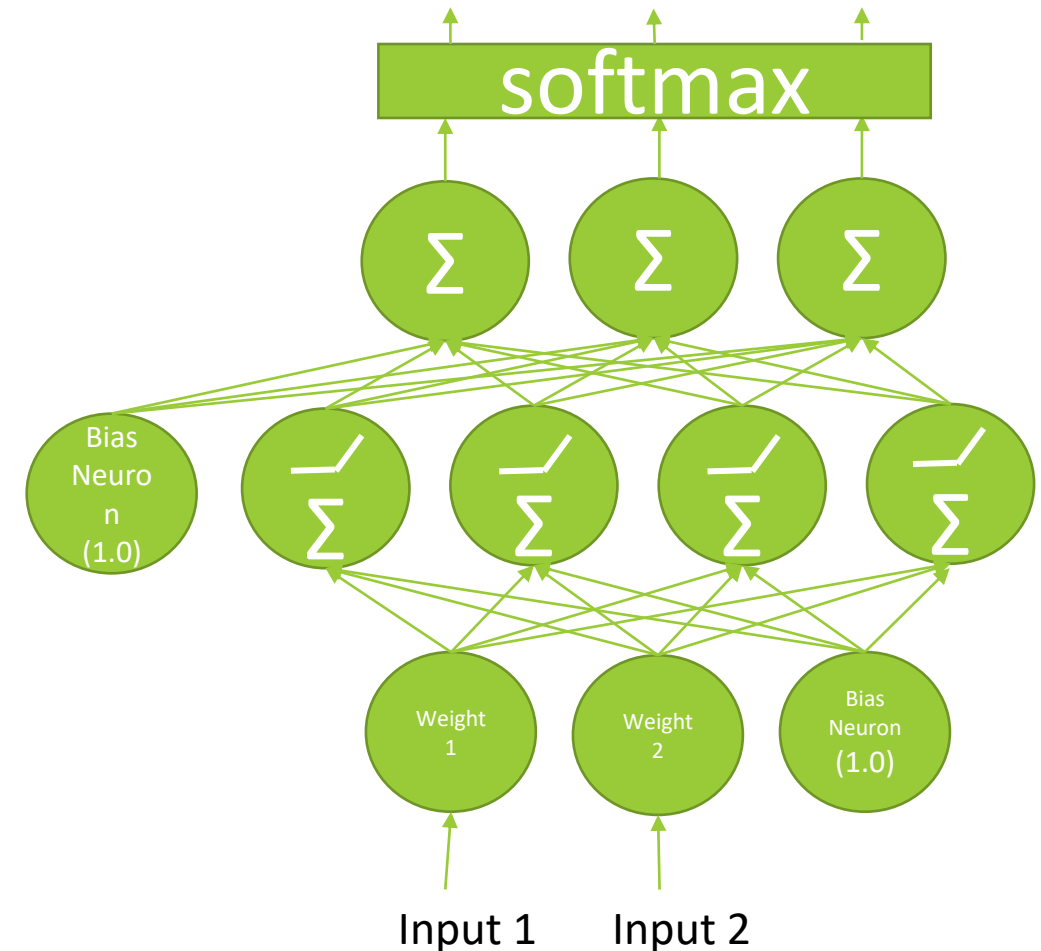 softmax
Σ
Σ
Σ
Bias
Neuro
n
(1.0)
Σ
Σ
Σ
Σ
Weight
1
Weight
2
Bias
Neuron
(1.0)
Input 1
Input 2